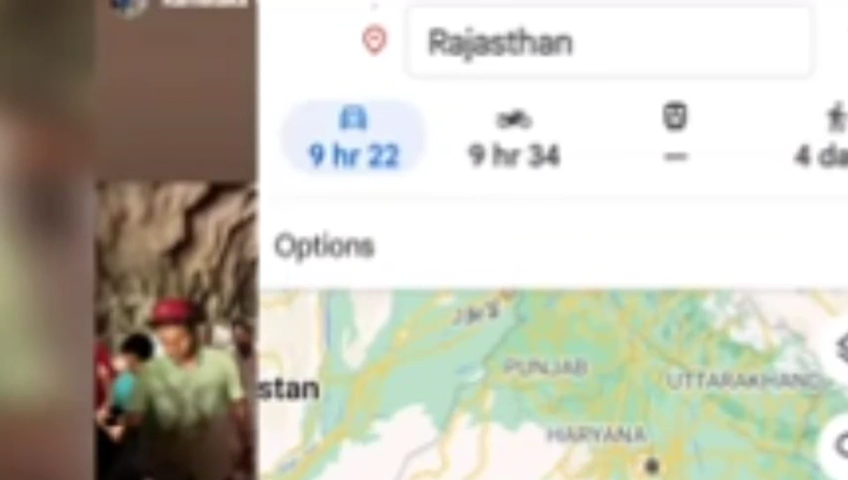 Rajasthan
9 hr 22
9 hr 34
—
4 da
Options
PUNJAB
UTTARAKHAND
stan
HARYANA